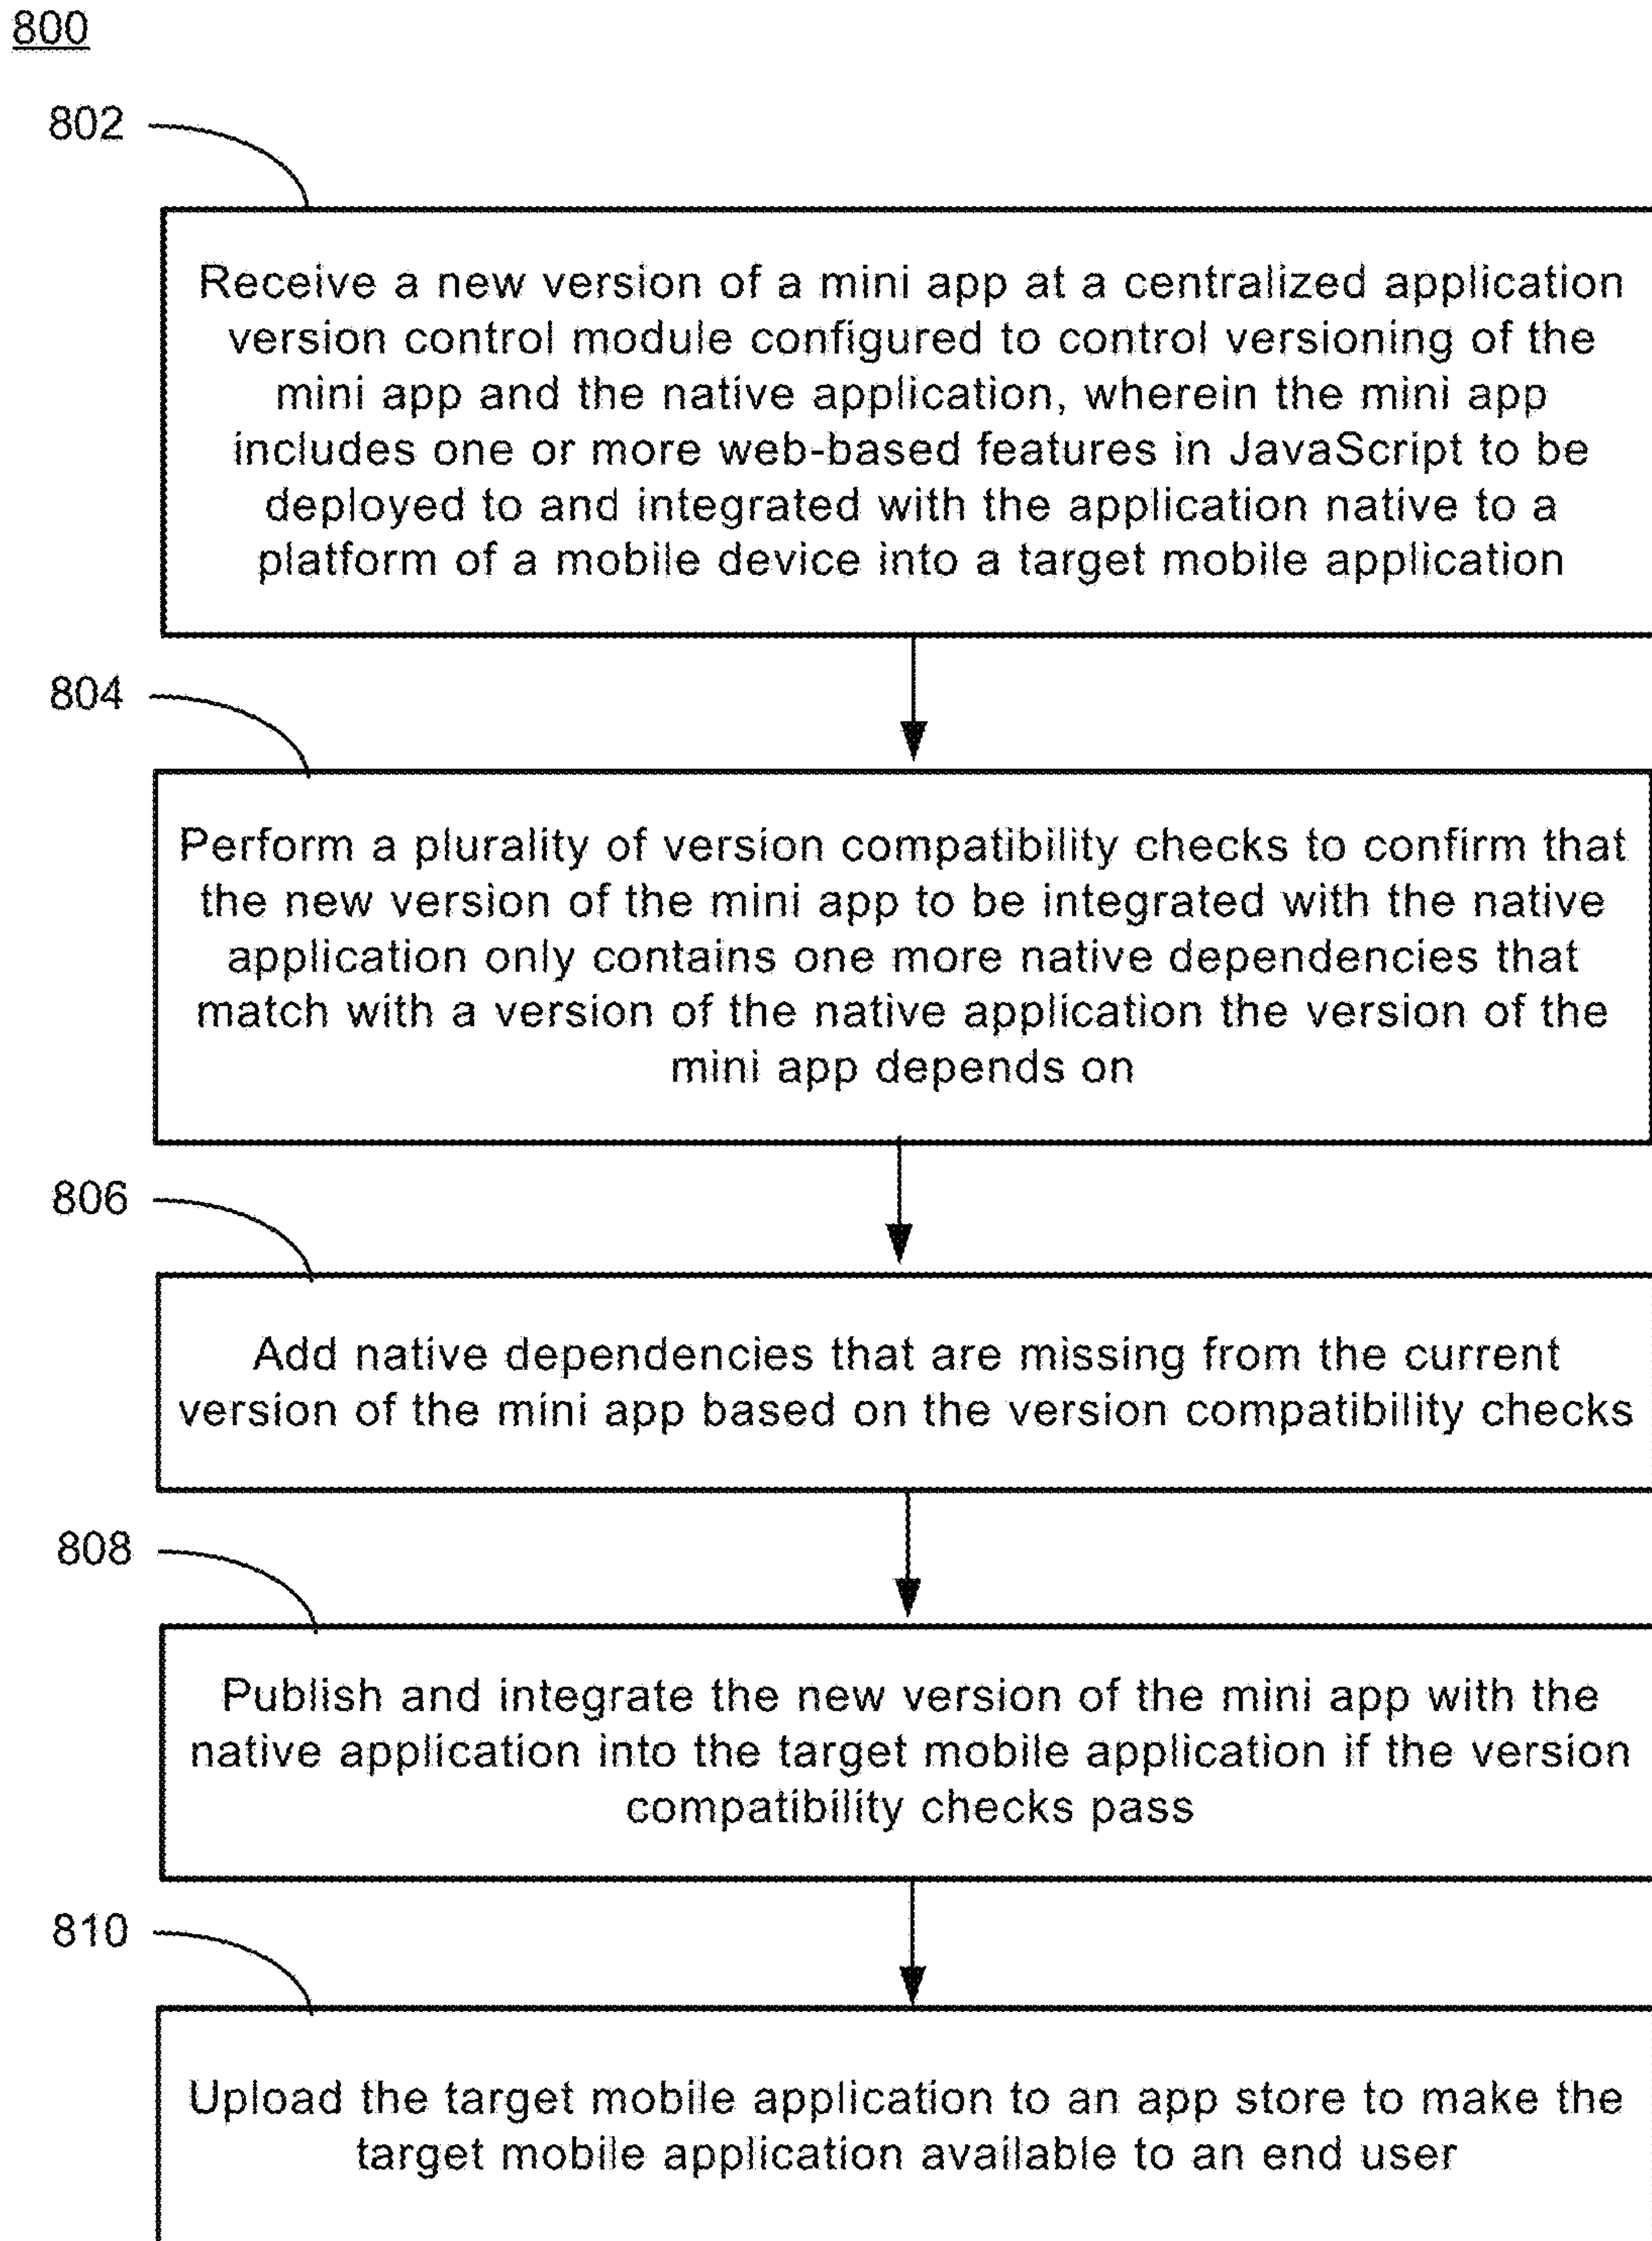 800
802
Receive a new version of a mini app at a centralized application
version control module configured to control versioning of the
mini app and the native application, wherein the mini app
includes one or more web-based features in JavaScript to be
deployed to and integrated with the application native to a
platform of a mobile device into a target mobile application
804
Perform a plurality of version compatibility checks to confirm that
the new version of the mini app to be integrated with the native
application only contains one more native dependencies that
match with a version of the native application the version of the
mini app depends on
806
Add native dependencies that are missing from the current
version of the mini app based on the version compatibility checks
808
Publish and integrate the new version of the mini app with the
native application into the target mobile application if the version
compatibility checks pass
810
Upload the target mobile application to an app store to make the
target mobile application available to an end user